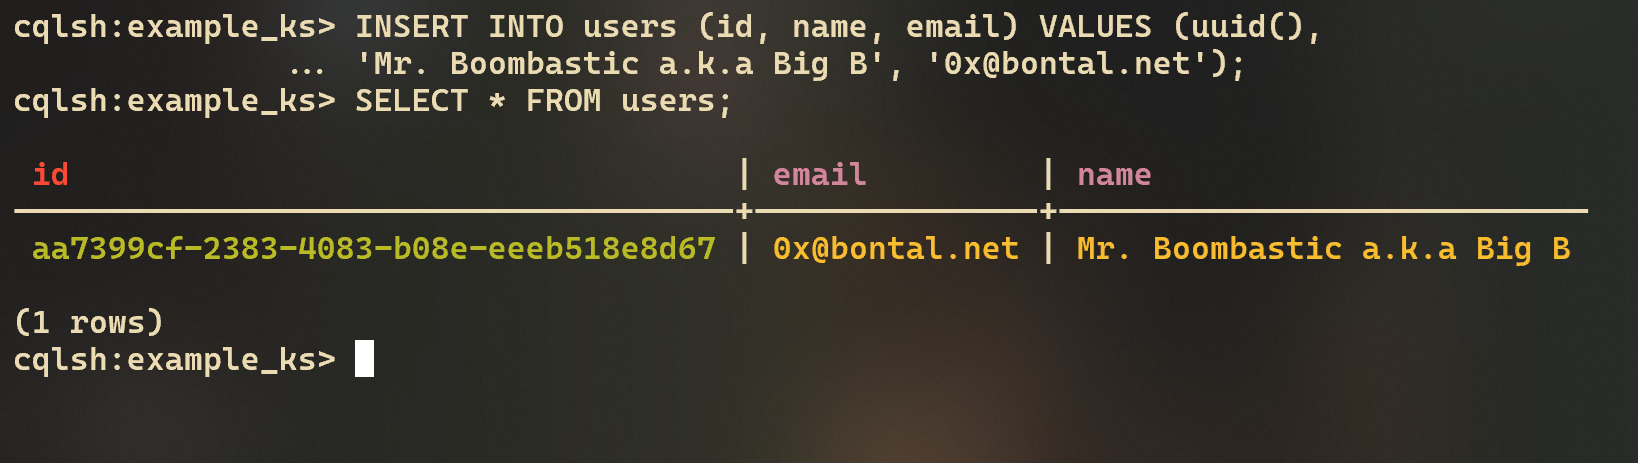 cqlsh:example_ks> INSERT INTO users (id, name, email) VALUES (uuid(),
... 'Mr. Boombastic a.k.a Big B', '0x@bontal.net');
cqlsh:example_ks> SELECT * FROM users;
id | email | name
aa7399cf-2383-4083-b08e-eeeb518e8d67 | 0x@bontal.net | Mr. Boombastic a.k.a Big B
(1 rows)
cqlsh:example_ks>